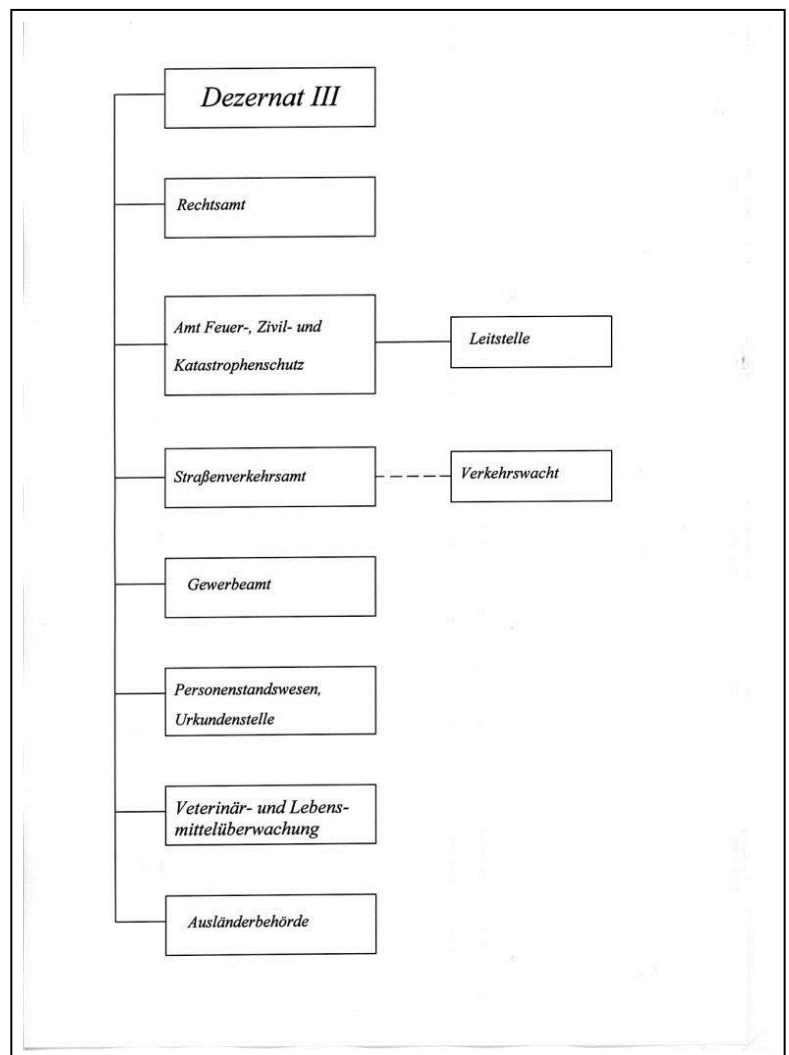 Dezernat III
Rechtsamt
Amt Feuer-, Zivil- und
Katastrophenschutz
Leitstelle
Straßenverkehrsamt
Verkehrswacht
Gewerbeamt
Personenstandswesen,
Urkundenstelle
Veterinär- und Lebens-
mittelüberwachung
Ausländerbehörde